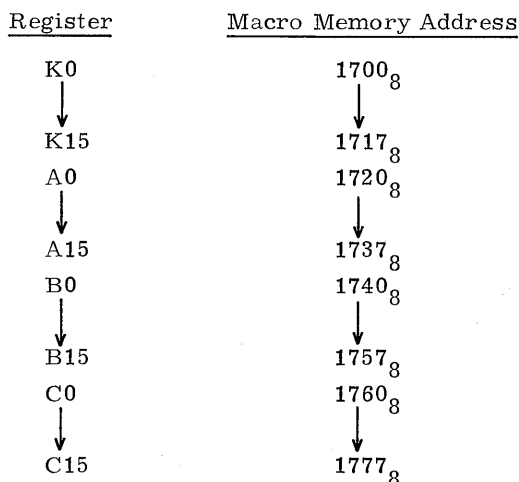 Register Macro Memory Address
K0 1700₈
K15 1717₈
A0 1720₈
A15 1737₈
B0 1740₈
B15 1757₈
C0 1760₈
C15 1777₈